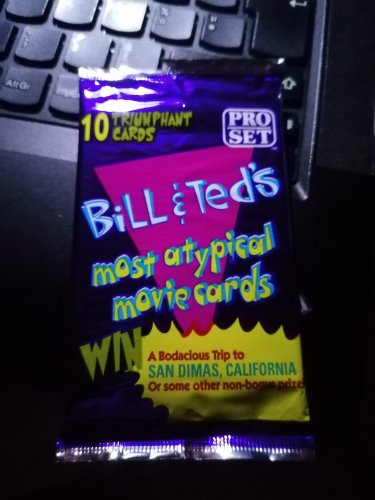 10 TRIUMPHANT
CARDS
PRO
SET
BiLL & Ted's
most atypical
movie cards
WIN
A Bodacious Trip to
SAN DIMAS, CALIFORNIA
Or some other non-bogus prize
AltGr